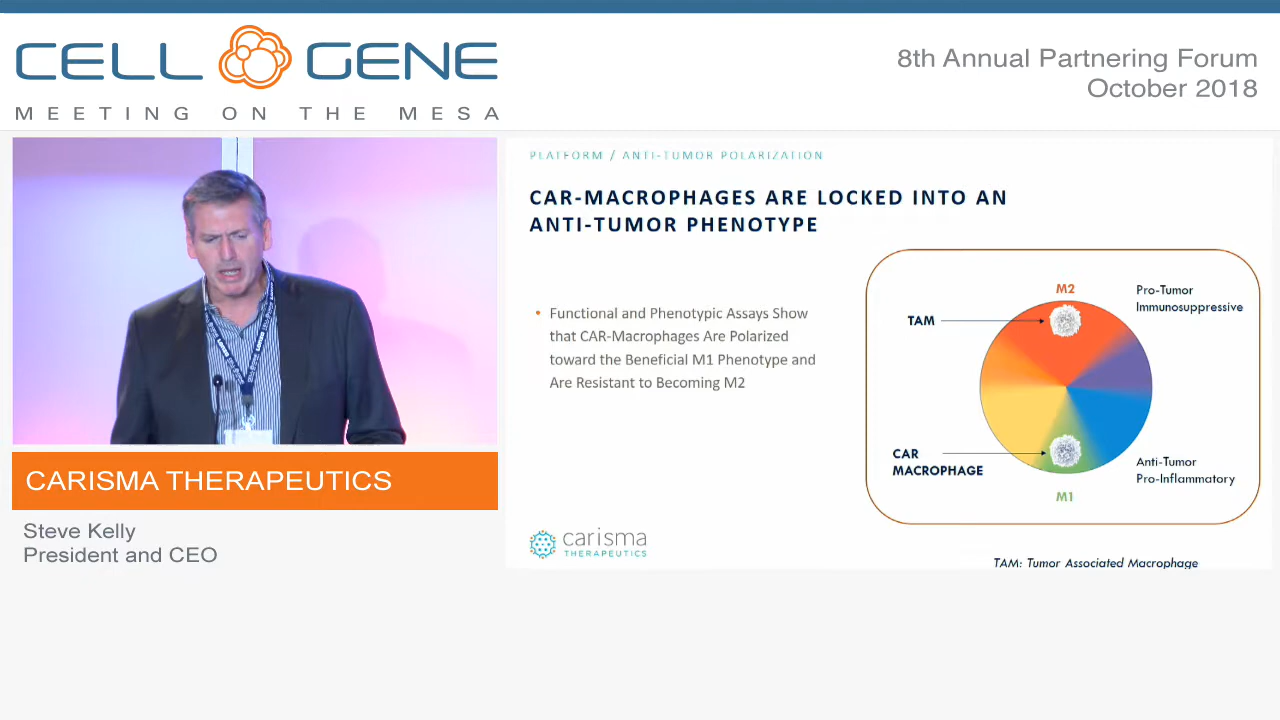 CELL GENE
MEETING ON THE MESA
8th Annual Partnering Forum
October 2018
PLATFORM / ANTI-TUMOR POLARIZATION
CAR-MACROPHAGES ARE LOCKED INTO AN
ANTI-TUMOR PHENOTYPE
• Functional and Phenotypic Assays Show
that CAR-Macrophages Are Polarized
toward the Beneficial M1 Phenotype and
Are Resistant to Becoming M2
M2
Pro-Tumor
Immunosuppressive
TAM
CAR
MACROPHAGE
Anti-Tumor
Pro-Inflammatory
M1
carisma
THERAPEUTICS
TAM: Tumor Associated Macrophage
CARISMA THERAPEUTICS
Steve Kelly
President and CEO